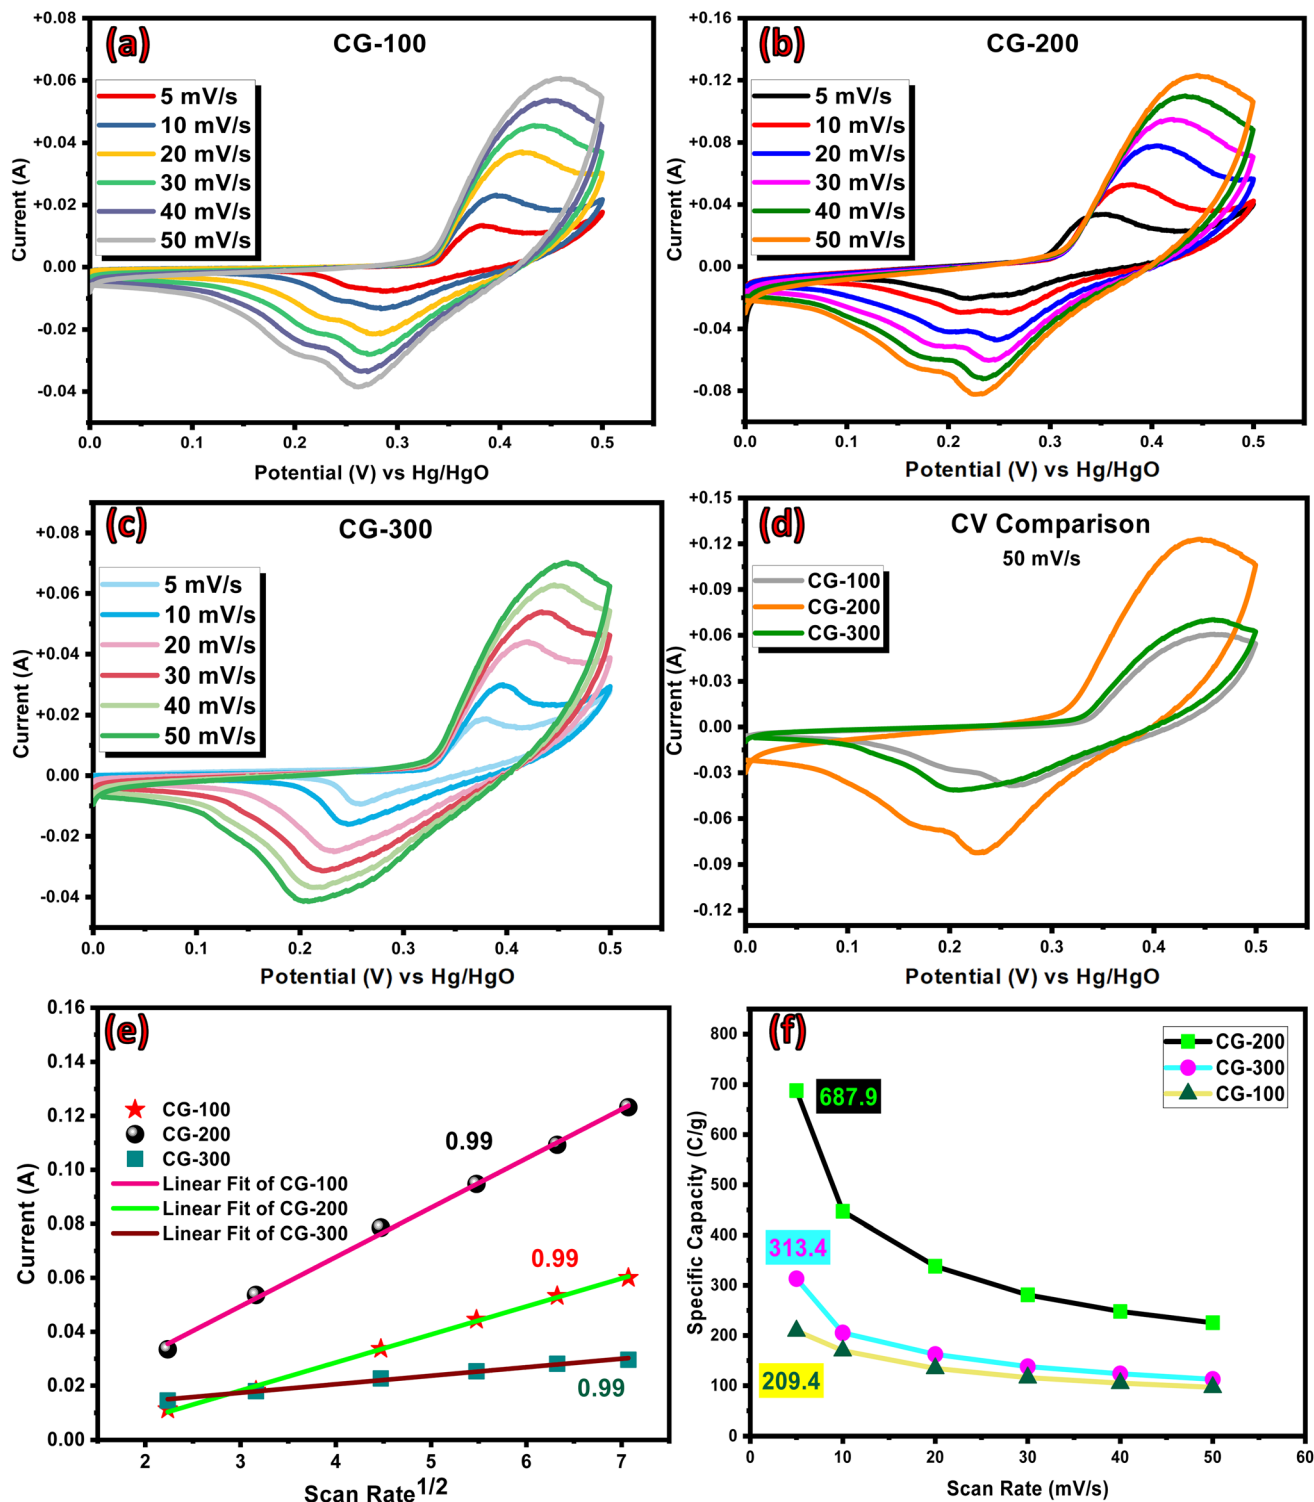 (a)
CG-100
+0.08
+0.06
+0.04
+0.02
0.00
-0.02
-0.04
Current (A)
5 mV/s
10 mV/s
20 mV/s
30 mV/s
40 mV/s
50 mV/s
0.0 0.1 0.2 0.3 0.4 0.5
Potential (V) vs Hg/HgO
(b)
CG-200
+0.16
+0.12
+0.08
+0.04
0.00
-0.04
-0.08
Current (A)
5 mV/s
10 mV/s
20 mV/s
30 mV/s
40 mV/s
50 mV/s
0.0 0.1 0.2 0.3 0.4 0.5
Potential (V) vs Hg/HgO
(c)
CG-300
+0.08
+0.06
+0.04
+0.02
0.00
-0.02
-0.04
Current (A)
5 mV/s
10 mV/s
20 mV/s
30 mV/s
40 mV/s
50 mV/s
0.0 0.1 0.2 0.3 0.4 0.5
Potential (V) vs Hg/HgO
(d)
CV Comparison
50 mV/s
+0.15
+0.12
+0.09
+0.06
+0.03
0.00
-0.03
-0.06
-0.09
-0.12
Current (A)
CG-100
CG-200
CG-300
0.0 0.1 0.2 0.3 0.4 0.5
Potential (V) vs Hg/HgO
(e)
0.16
0.14
0.12
0.10
0.08
0.06
0.04
0.02
0.00
Current (A)
CG-100
CG-200
CG-300
Linear Fit of CG-100
Linear Fit of CG-200
Linear Fit of CG-300
0.99
0.99
0.99
2 3 4 5 6 7
Scan Rate1/2
(f)
800
700
600
500
400
300
200
100
0
Specific Capacity (C/g)
CG-200
CG-300
CG-100
687.9
313.4
209.4
0 10 20 30 40 50 60
Scan Rate (mV/s)